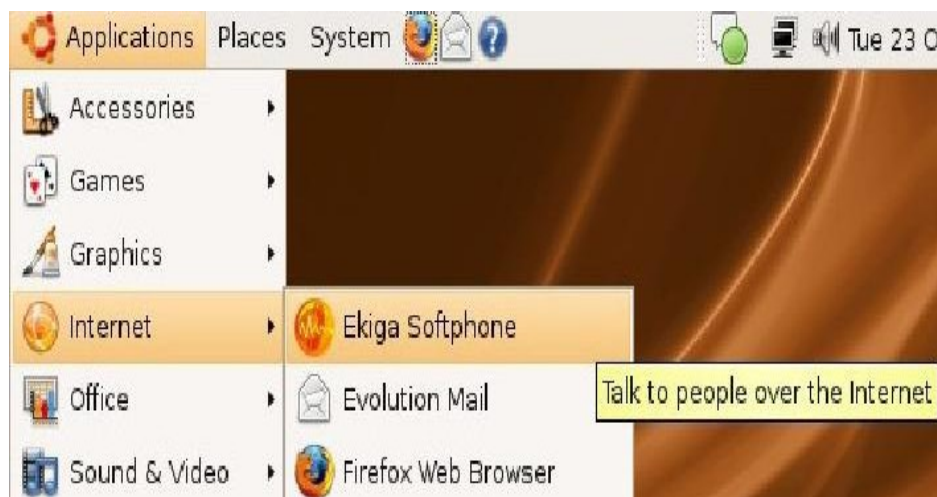 Applications Places System Tue 23 O
Accessories
Games
Graphics
Internet
Ekiga Softphone
Talk to people over the Internet
Office
Evolution Mail
Sound & Video
Firefox Web Browser